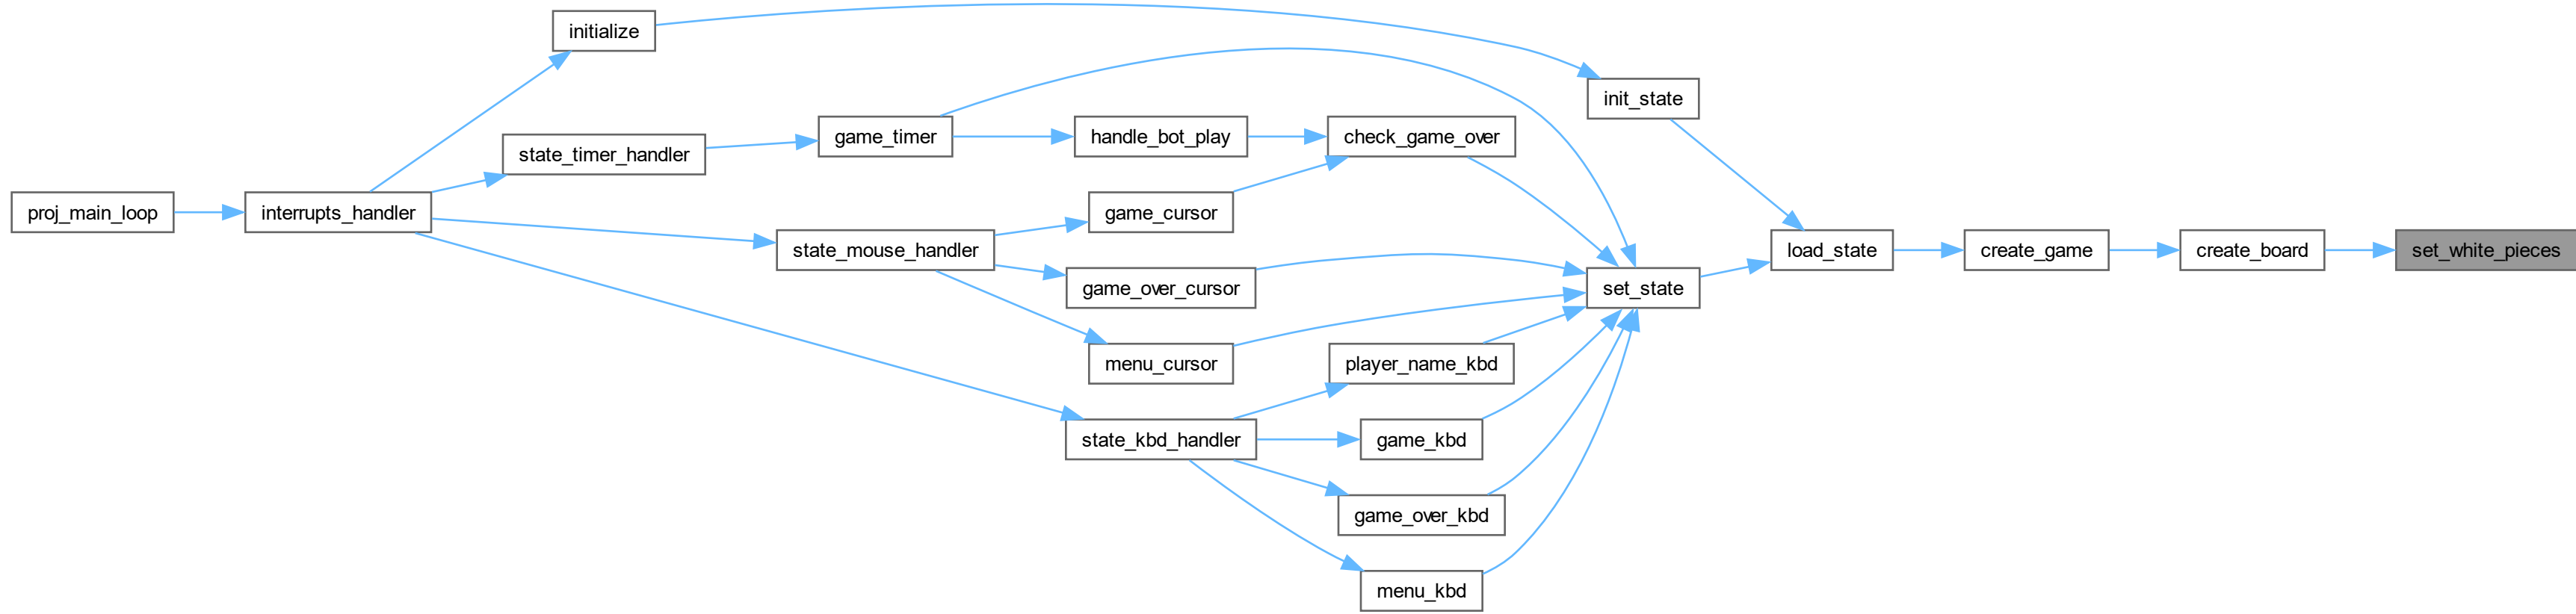 initialize
init_state
game_timer
handle_bot_play
check_game_over
state_timer_handler
proj_main_loop
interrupts_handler
game_cursor
state_mouse_handler
load_state
create_game
create_board
set_white_pieces
game_over_cursor
set_state
menu_cursor
player_name_kbd
state_kbd_handler
game_kbd
game_over_kbd
menu_kbd